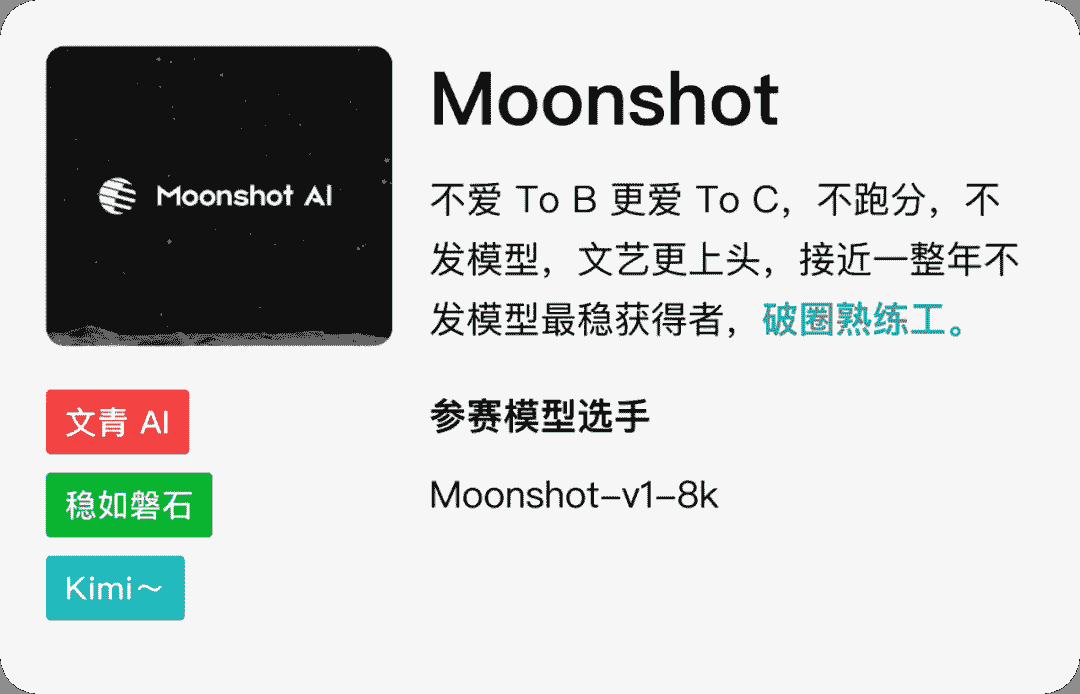 Moonshot AI
Moonshot
不爱 To B 更爱 To C，不跑分，不
发模型，文艺更上头，接近一整年不
发模型最稳获得者，破圈熟练工。
文青 AI
稳如磐石
Kimi～
参赛模型选手
Moonshot-v1-8k